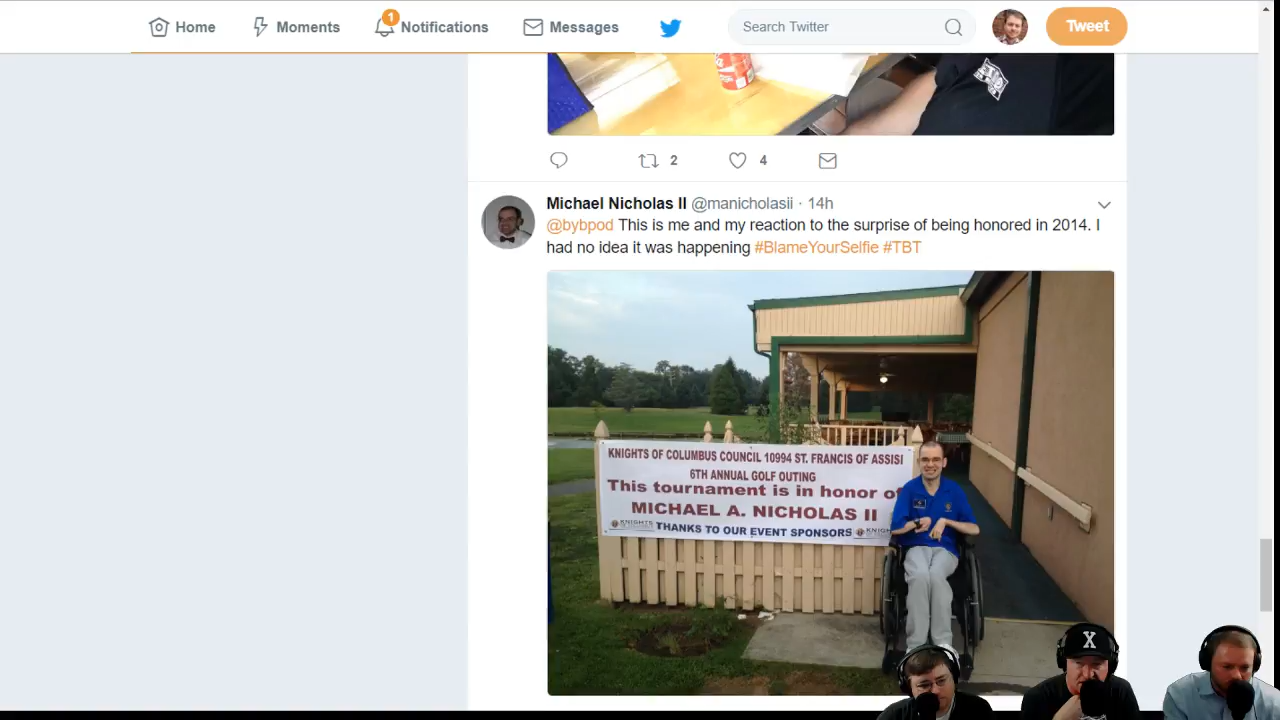 Home
Moments
1
Notifications
Messages
Search Twitter
Tweet
2
4
Michael Nicholas II @manicholasii · 14h
@bybpod This is me and my reaction to the surprise of being honored in 2014. I
had no idea it was happening #BlameYourSelfie #TBT
KNIGHTS OF COLUMBUS COUNCIL 10994 ST. FRANCIS OF ASSISI
6TH ANNUAL GOLF OUTING
This tournament is in honor of
MICHAEL A. NICHOLAS II
KNIGHTS
THANKS TO OUR EVENT SPONSORS
KNIGH
X